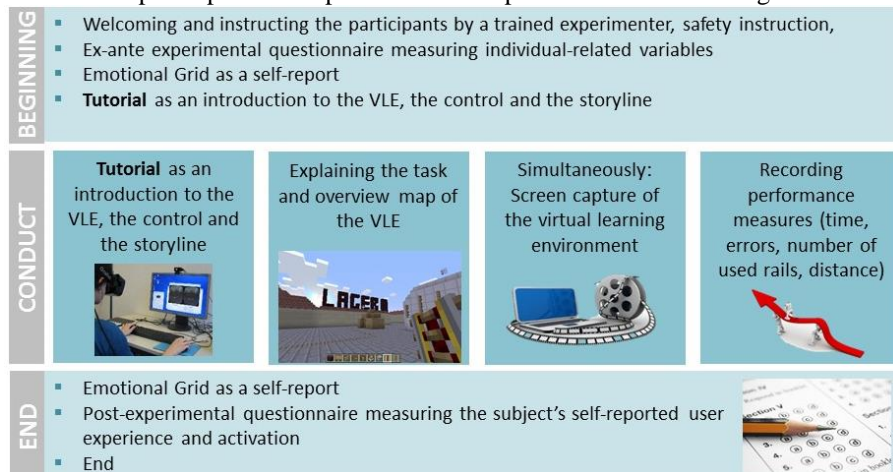 BEGINNING
▪ Welcoming and instructing the participants by a trained experimenter, safety instruction,
▪ Ex-ante experimental questionnaire measuring individual-related variables
▪ Emotional Grid as a self-report
▪ Tutorial as an introduction to the VLE, the control and the storyline
CONDUCT
Tutorial as an
introduction to the
VLE, the control and
the storyline
Explaining the task
and overview map of
the VLE
LAGER
Simultaneously:
Screen capture of
the virtual learning
environment
Recording
performance
measures (time,
errors, number of
used rails, distance)
END
▪ Emotional Grid as a self-report
▪ Post-experimental questionnaire measuring the subject’s self-reported user
experience and activation
▪ End